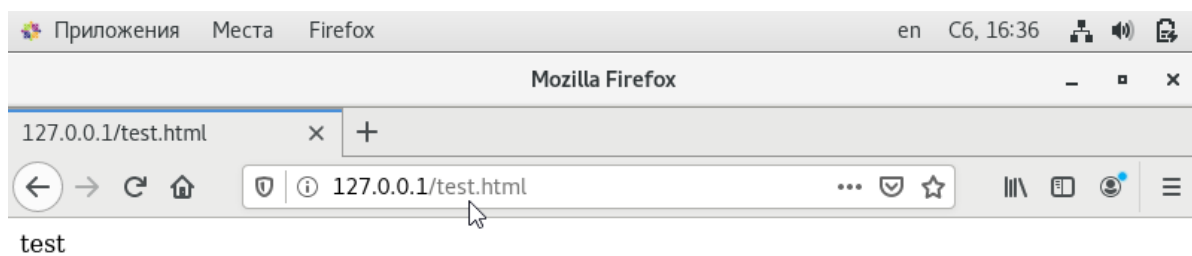 Приложения Места Firefox en Сб, 16:36
Mozilla Firefox
127.0.0.1/test.html
127.0.0.1/test.html
test